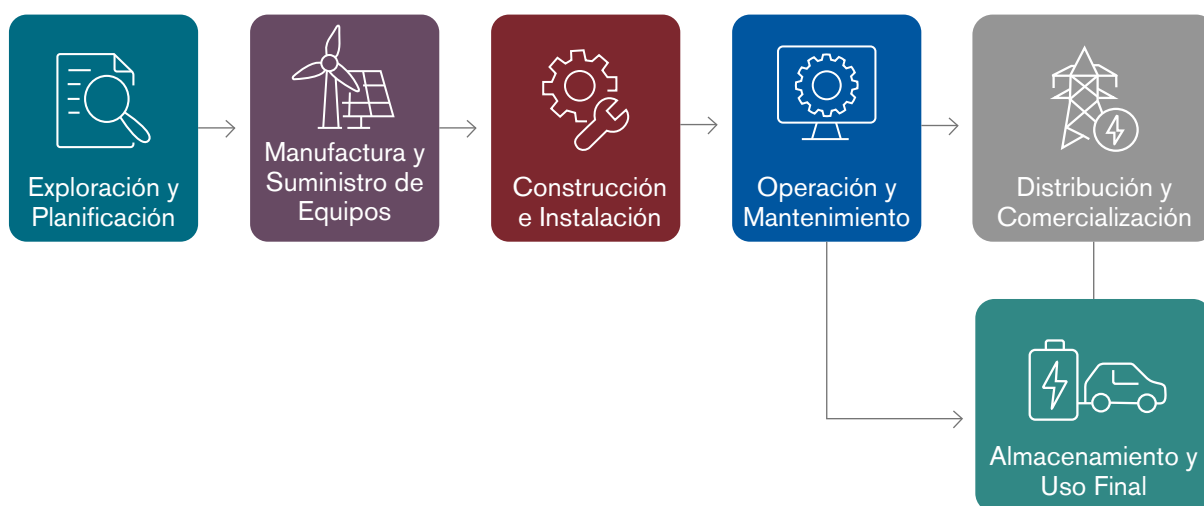 Exploración y
Planificación
Manufactura y
Suministro de
Equipos
Construcción
e Instalación
Operación y
Mantenimiento
Distribución y
Comercialización
Almacenamiento y
Uso Final